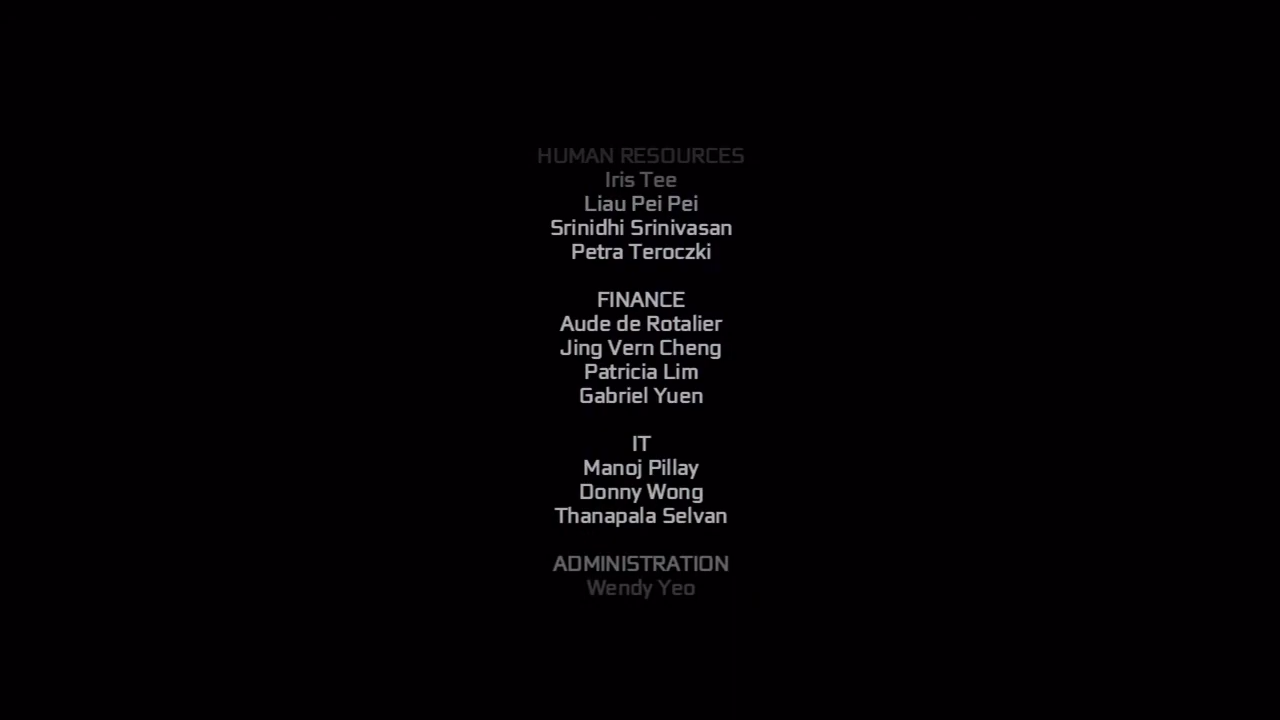 HUMAN RESOURCES
Iris Tee
Liau Pei Pei
Srinidhi Srinivasan
Petra Teroczki
FINANCE
Aude de Rotalier
Jing Vern Cheng
Patricia Lim
Gabriel Yuen
IT
Manoj Pillay
Donny Wong
Thanapala Selvan
ADMINISTRATION
Wendy Yeo